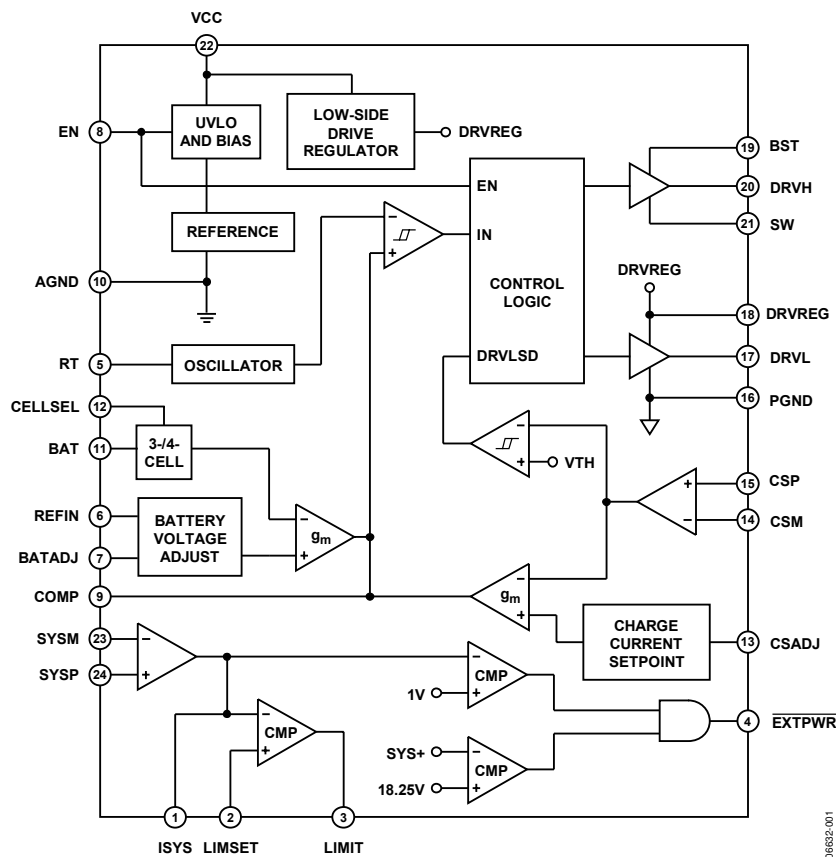 VCC
22
EN
8
UVLO
AND BIAS
LOW-SIDE
DRIVE
REGULATOR
DRVREG
19
BST
EN
20
DRVH
REFERENCE
−
+
IN
21
SW
AGND
10
CONTROL
LOGIC
DRVREG
18
DRVREG
RT
5
OSCILLATOR
DRVLSD
17
DRVL
CELLSEL
12
16
PGND
BAT
11
3-/4-
CELL
−
+
VTH
+
15
CSP
REFIN
6
BATTERY
VOLTAGE
ADJUST
−
gm
+
−
14
CSM
BATADJ
7
COMP
9
−
gm
+
CHARGE
CURRENT
SETPOINT
13
CSADJ
SYSM
23
−
SYSP
24
+
−
CMP
+
1V
4
EXTPWR
−
CMP
+
SYS+
−
CMP
+
18.25V
1
2
3
ISYS
LIMSET
LIMIT
06632-001